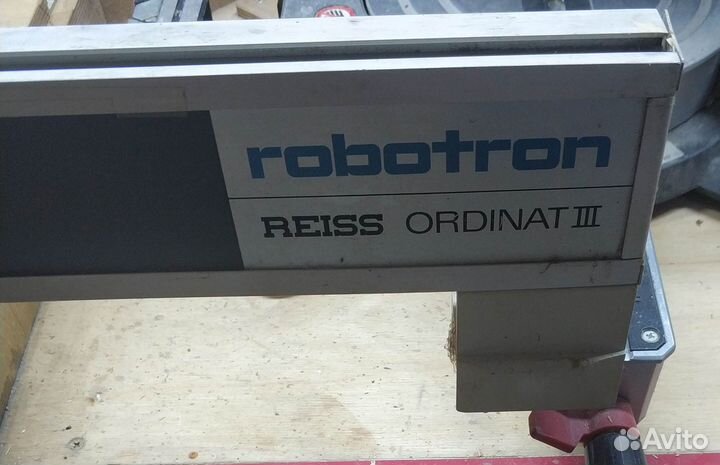 robotron
REISS ORDINAT III
Avito